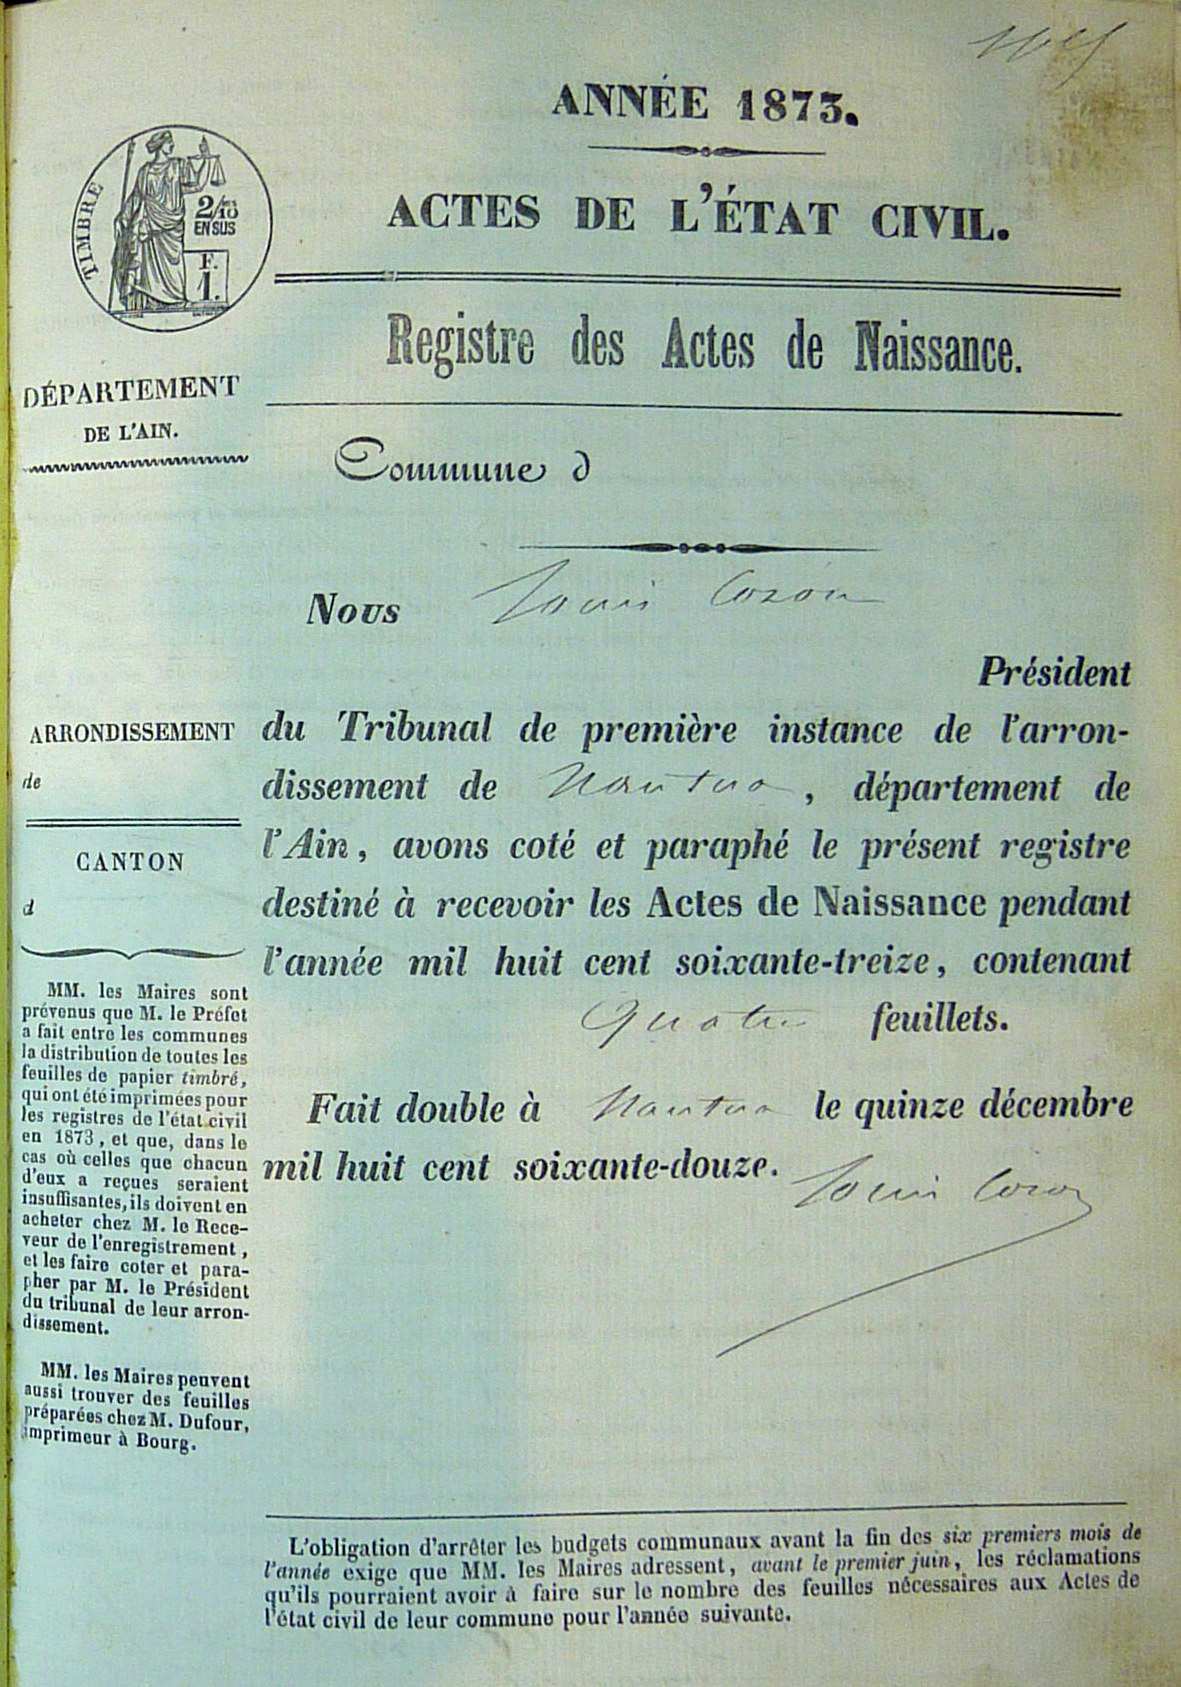 ANNÉE 1873.
ACTES DE L'ÉTAT CIVIL.
TIMBRE
2/10
EN SUS
F.
1.
Registre des Actes de Naissance.
DÉPARTEMENT
DE L'AIN.
Commune d
Nous Louis Cozon
Président
ARRONDISSEMENT
de
du Tribunal de première instance de l'arron-
dissement de Nantua, département de
l'Ain, avons coté et paraphé le présent registre
destiné à recevoir les Actes de Naissance pendant
l'année mil huit cent soixante-treize, contenant
Quatre feuillets.
Fait double à Nantua le quinze décembre
mil huit cent soixante-douze.
Louis Cozon
CANTON
d
MM. les Maires sont
prévenus que M. le Préfet
a fait entre les communes
la distribution de toutes les
feuilles de papier timbré,
qui ont été imprimées pour
les registres de l'état civil
en 1873, et que, dans le
cas où celles que chacun
d'eux a reçues seraient
insuffisantes, ils doivent en
acheter chez M. le Rece-
veur de l'enregistrement,
et les faire coter et para-
pher par M. le Président
du tribunal de leur arron-
dissement.
MM. les Maires peuvent
aussi trouver des feuilles
préparées chez M. Dufour,
imprimeur à Bourg.
L'obligation d'arrêter les budgets communaux avant la fin des six premiers mois de
l'année exige que MM. les Maires adressent, avant le premier juin, les réclamations
qu'ils pourraient avoir à faire sur le nombre des feuilles nécessaires aux Actes de
l'état civil de leur commune pour l'année suivante.